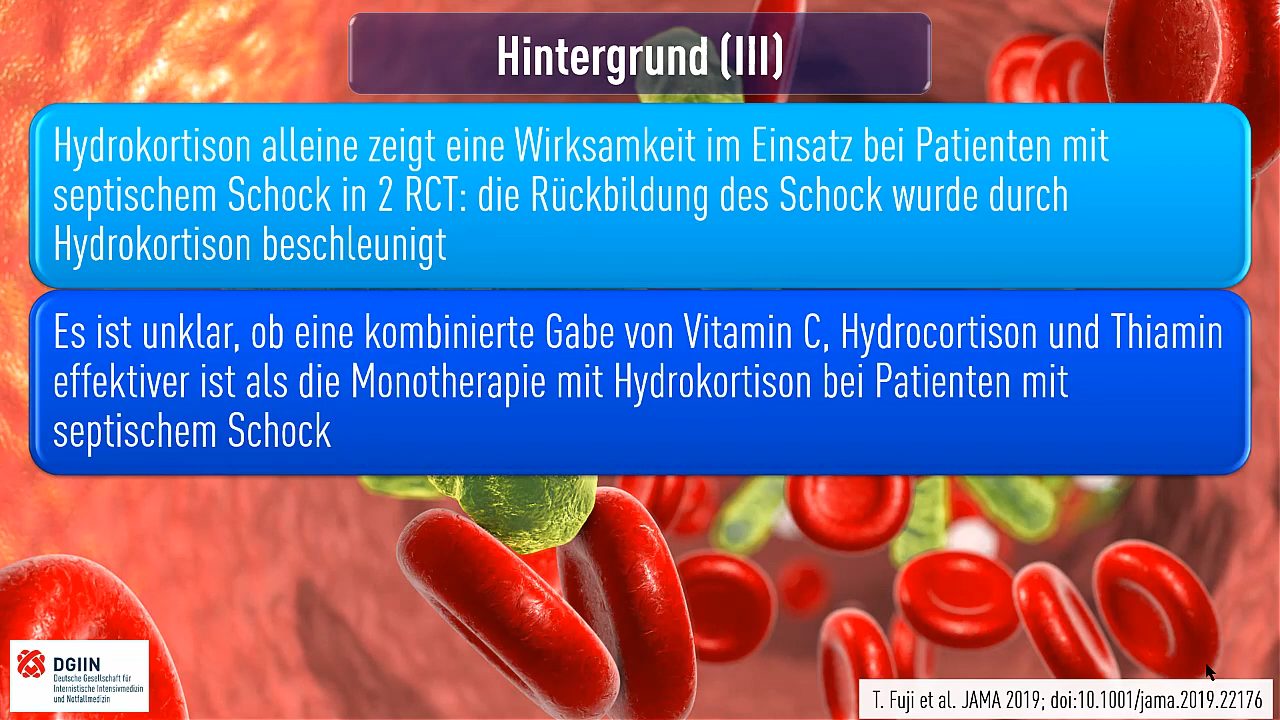 Hintergrund (III)
Hydrokortison alleine zeigt eine Wirksamkeit im Einsatz bei Patienten mit
septischem Schock in 2 RCT: die Rückbildung des Schock wurde durch
Hydrokortison beschleunigt
Es ist unklar, ob eine kombinierte Gabe von Vitamin C, Hydrocortison und Thiamin
effektiver ist als die Monotherapie mit Hydrokortison bei Patienten mit
septischem Schock
DGIIN
Deutsche Gesellschaft für
Internistische Intensivmedizin
und Notfallmedizin
T. Fuji et al. JAMA 2019; doi:10.1001/jama.2019.22176